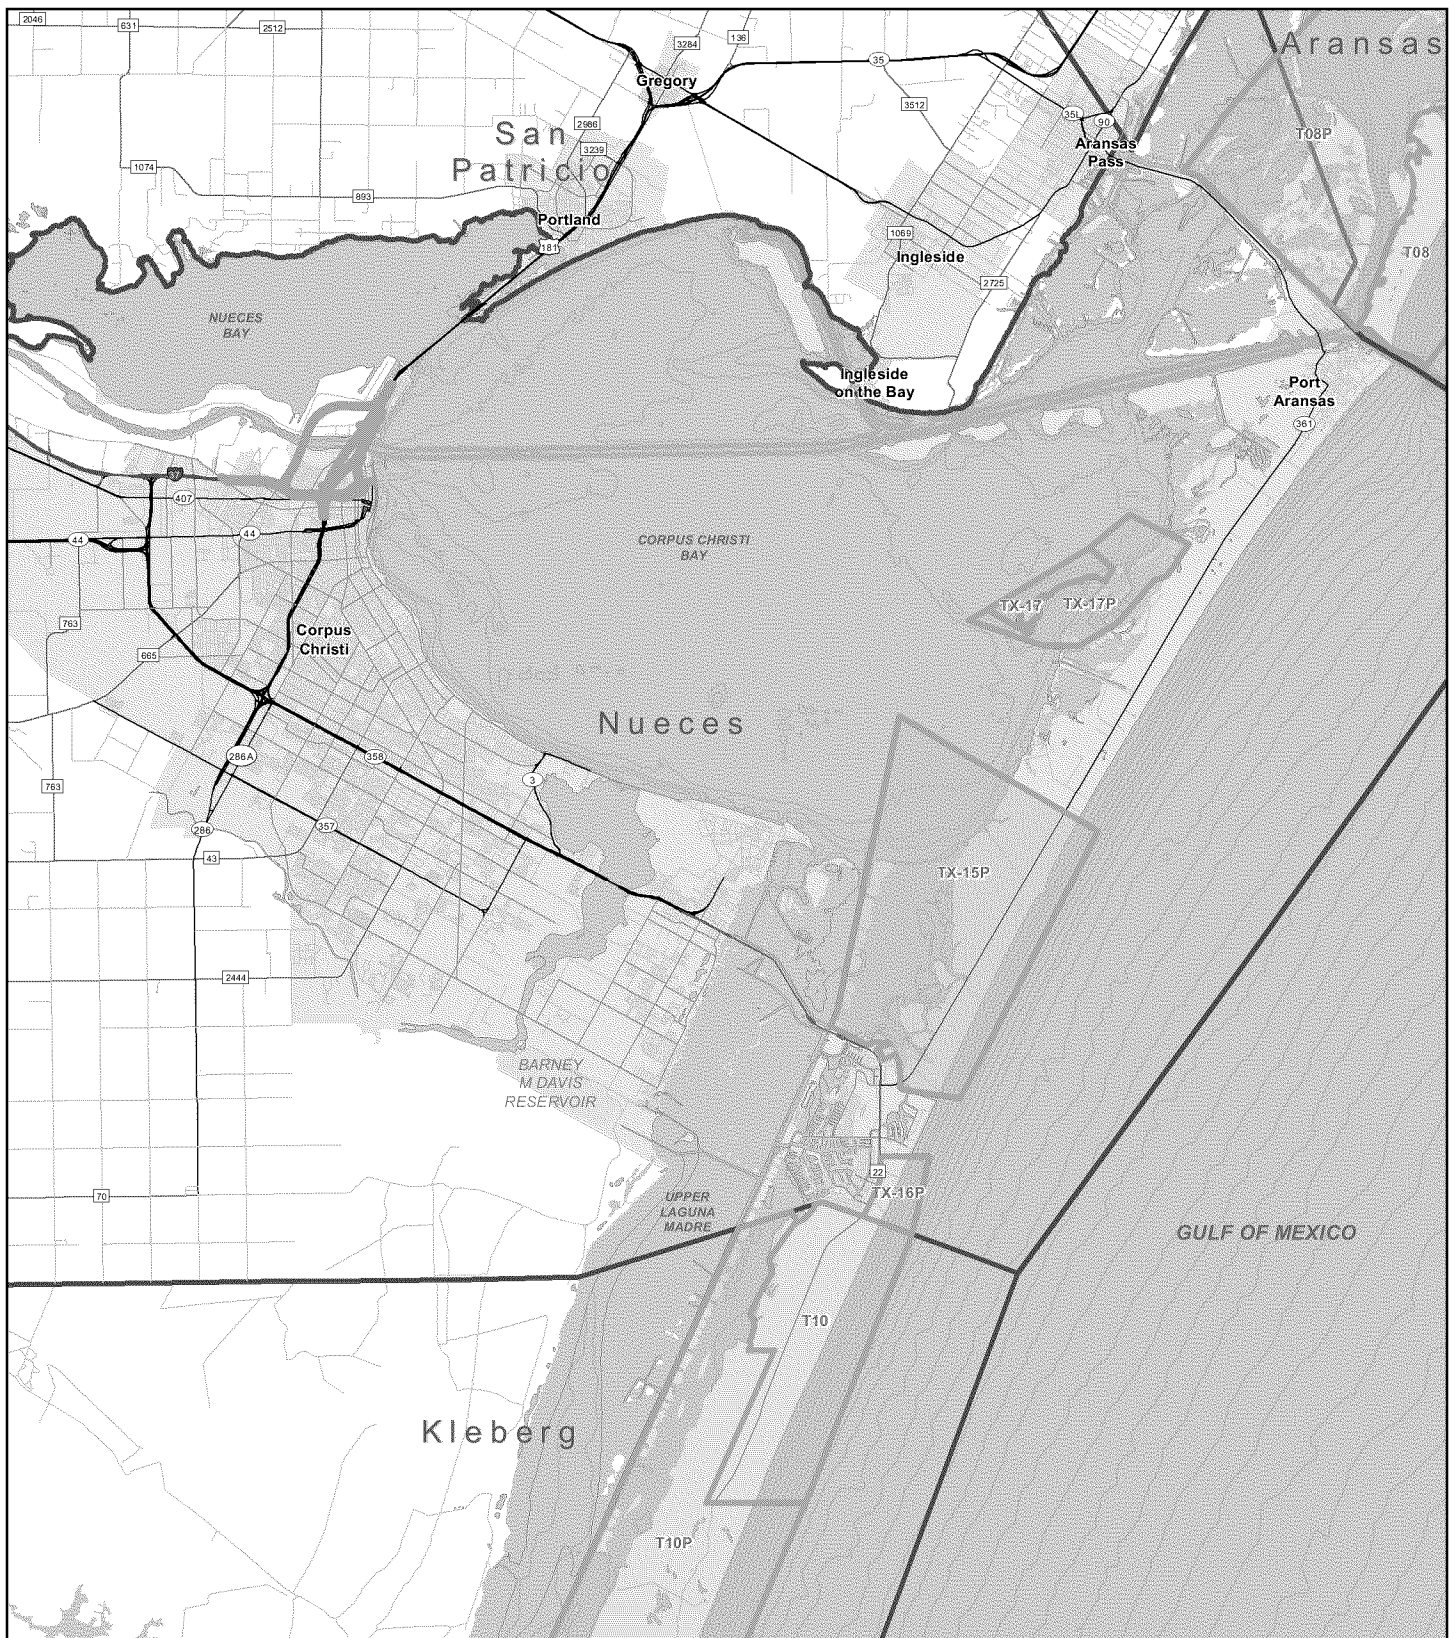 2046
631
2512
3284
136
Aransas
35
Gregory
3512
35L
90
San
Patricio
2986
3239
Aransas
Pass
T08P
1074
893
Portland
181
1069
Ingleside
T08
2725
NUECES
BAY
Ingleside
on the Bay
Port
Aransas
361
37
407
44
44
CORPUS CHRISTI
BAY
TX-17
TX-17P
763
Corpus
Christi
665
Nueces
286A
358
3
763
286
357
43
TX-15P
2444
BARNEY
M DAVIS
RESERVOIR
22
TX-16P
70
UPPER
LAGUNA
MADRE
GULF OF MEXICO
T10
Kleberg
T10P